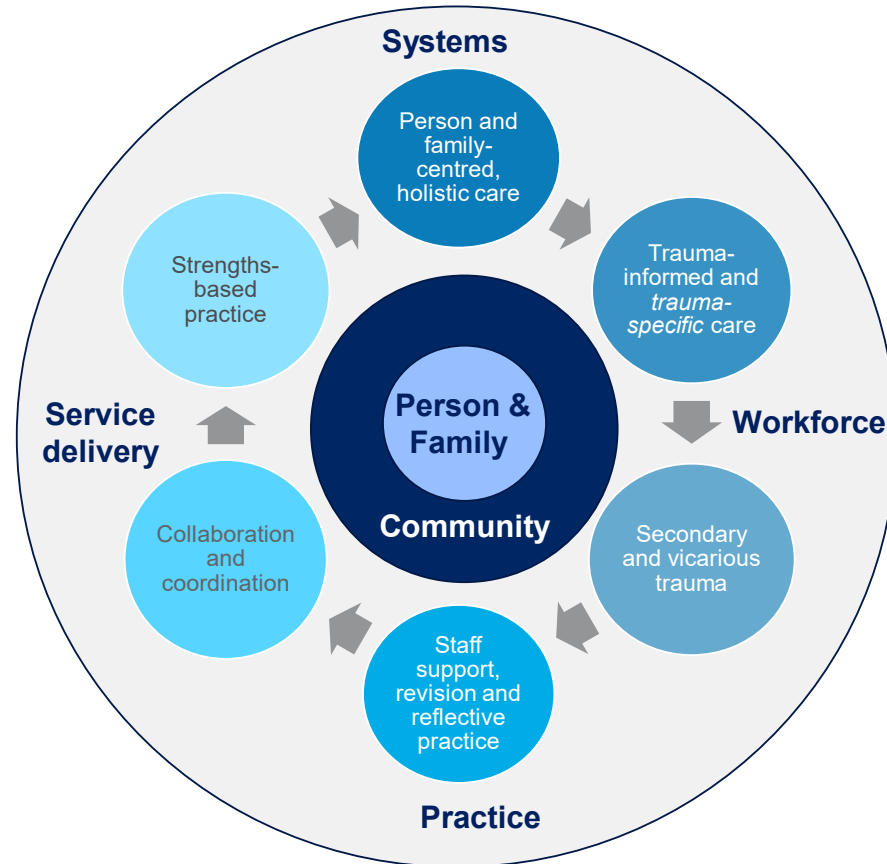 Systems
Person and
family-
centred,
holistic care
Trauma-
informed and
trauma-
specific care
Workforce
Secondary
and vicarious
trauma
Staff
support,
revision and
reflective
practice
Practice
Collaboration
and
coordination
Service
delivery
Strengths-
based
practice
Person &
Family
Community